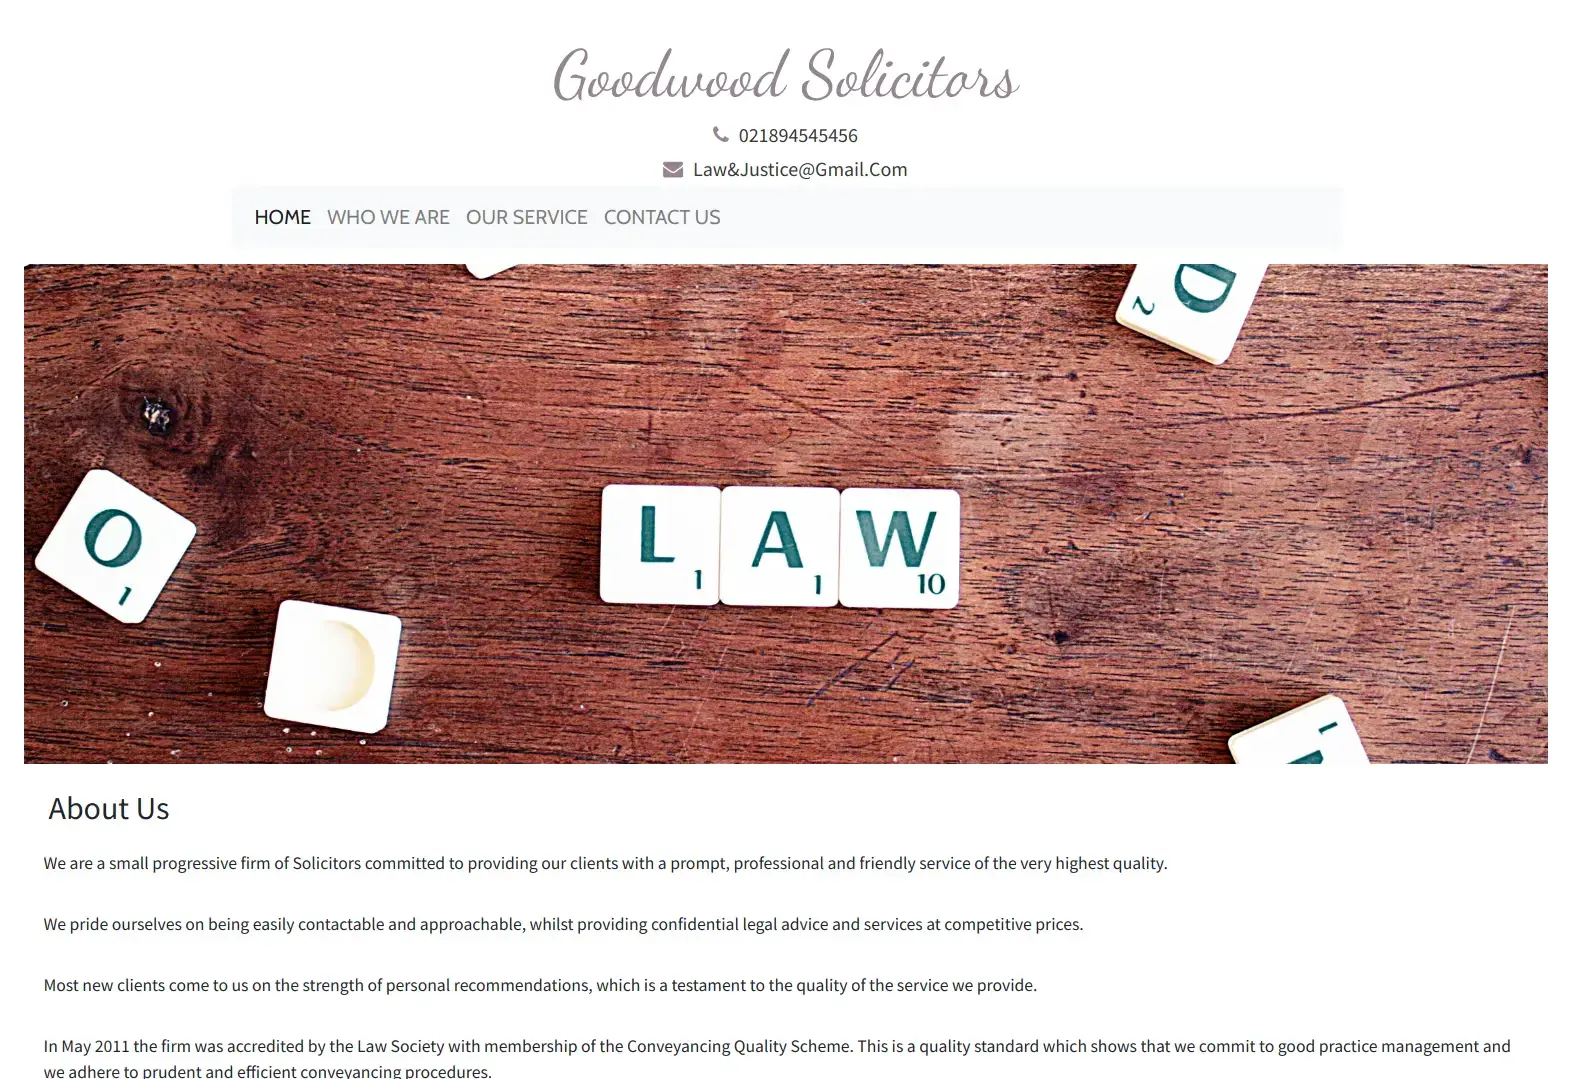 Goodwood Solicitors
021894545456
Law&Justice@Gmail.Com
HOME WHO WE ARE OUR SERVICE CONTACT US
D
2
O
1
L A W
1 1 10
1
About Us
We are a small progressive firm of Solicitors committed to providing our clients with a prompt, professional and friendly service of the very highest quality.
We pride ourselves on being easily contactable and approachable, whilst providing confidential legal advice and services at competitive prices.
Most new clients come to us on the strength of personal recommendations, which is a testament to the quality of the service we provide.
In May 2011 the firm was accredited by the Law Society with membership of the Conveyancing Quality Scheme. This is a quality standard which shows that we commit to good practice management and
we adhere to prudent and efficient conveyancing procedures.